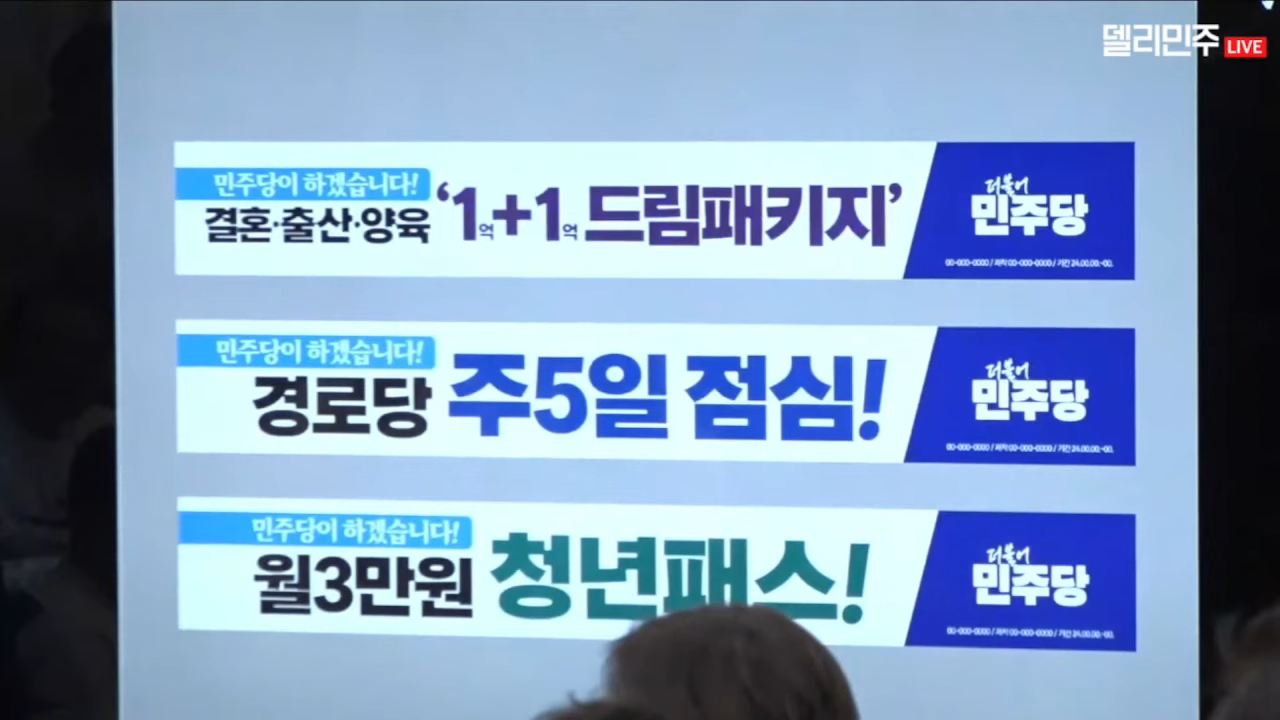 델리민주 LIVE
민주당이 하겠습니다!
결혼·출산·양육 '1억+1억 드림패키지'
더불어
민주당
민주당이 하겠습니다!
경로당 주5일 점심!
더불어
민주당
민주당이 하겠습니다!
월3만원 청년패스!
더불어
민주당